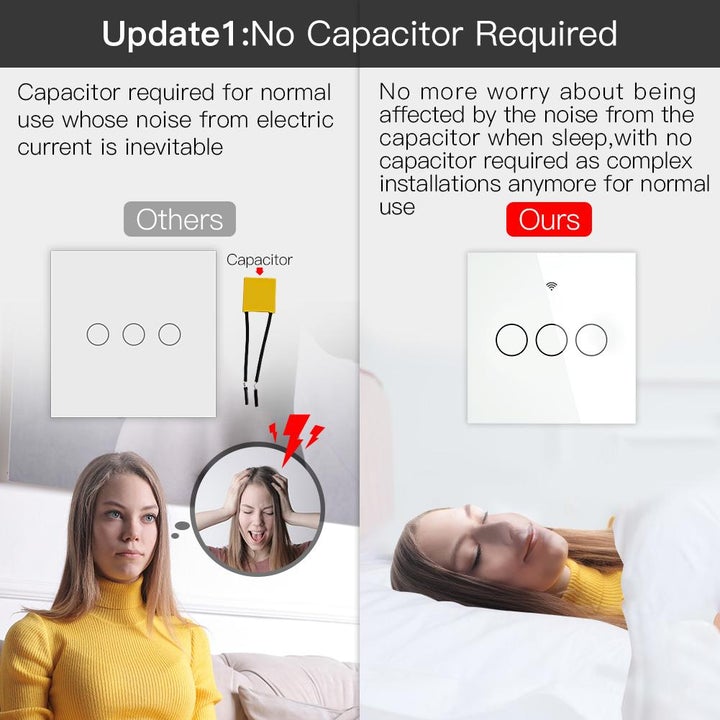 Update1:No Capacitor Required
Capacitor required for normal
use whose noise from electric
current is inevitable
No more worry about being
affected by the noise from the
capacitor when sleep,with no
capacitor required as complex
installations anymore for normal
use
Others
Capacitor
Ours